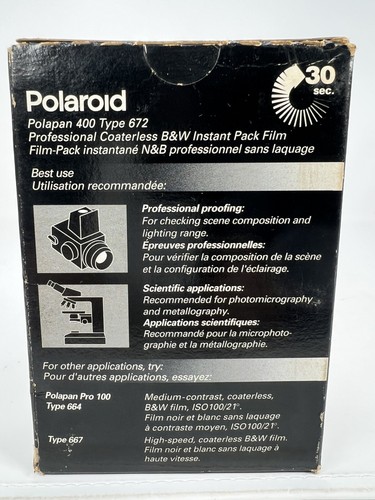 30
sec.
Polaroid
Polapan 400 Type 672
Professional Coaterless B&W Instant Pack Film
Film-Pack instantané N&B professionnel sans laquage
Best use
Utilisation recommandée:
Professional proofing:
For checking scene composition and
lighting range.
Épreuves professionnelles:
Pour vérifier la composition de la scène
et la configuration de l'éclairage.
Scientific applications:
Recommended for photomicrography
and metallography.
Applications scientifiques:
Recommandé pour la microphoto-
graphie et la métallographie.
For other applications, try:
Pour d'autres applications, essayez:
Polapan Pro 100
Type 664
Medium-contrast, coaterless,
B&W film, ISO100/21°.
Film noir et blanc sans laquage
à contraste moyen, ISO100/21°.
Type 667
High-speed, coaterless B&W film.
Film noir et blanc sans laquage à
haute vitesse.